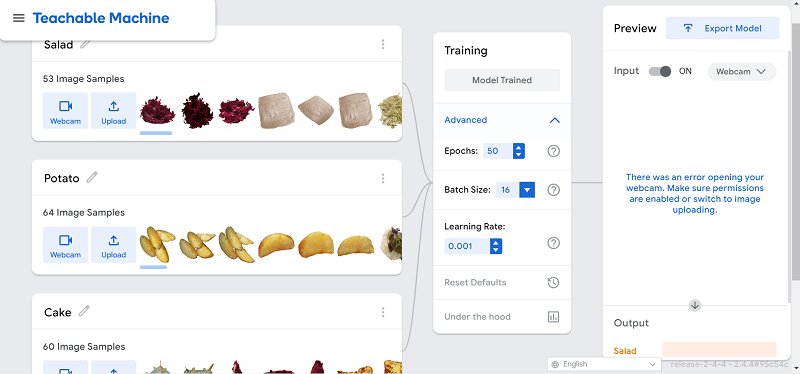 Teachable Machine
Salad
53 Image Samples
Webcam
Upload
Potato
64 Image Samples
Webcam
Upload
Cake
60 Image Samples
Training
Model Trained
Advanced
Epochs: 50
Batch Size: 16
Learning Rate:
0.001
Reset Defaults
Under the hood
Preview
Export Model
Input ON Webcam
There was an error opening your
webcam. Make sure permissions
are enabled or switch to image
uploading.
Output
Salad
English
release-2-4-4 - 2.4.4#95c54c